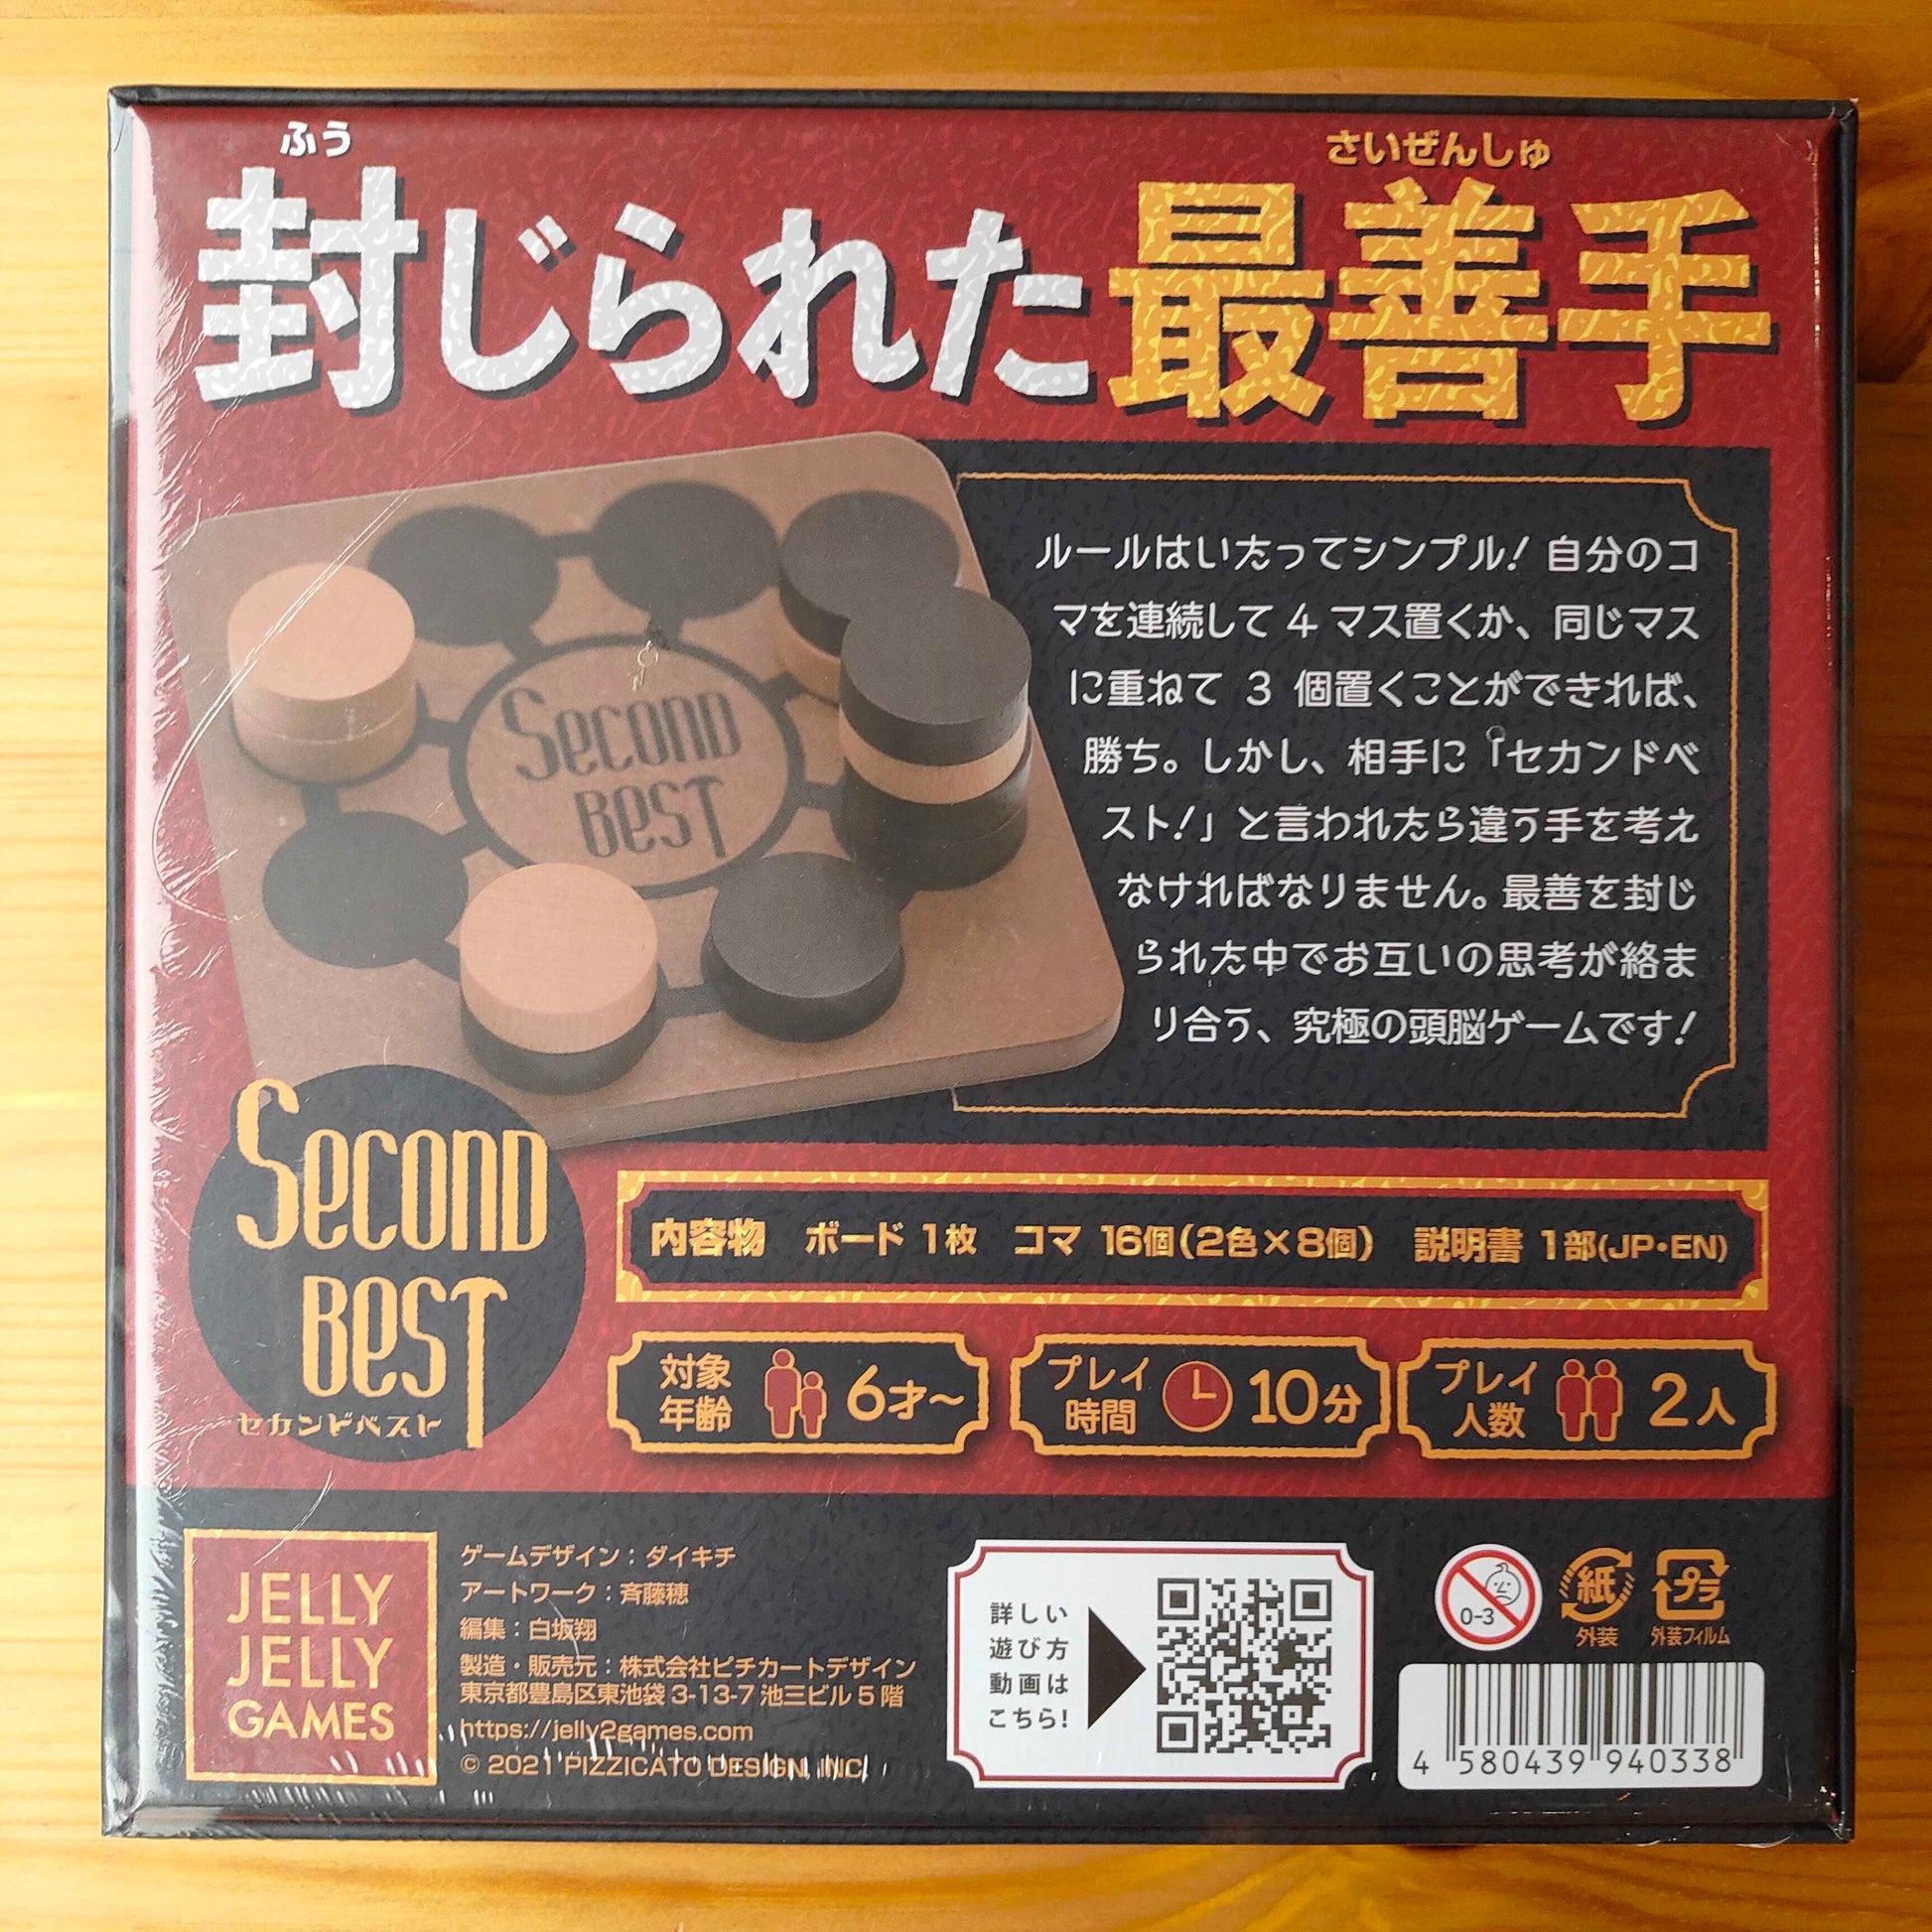 ふう
さいぜんしゅ
封じられた最善手
Second
Best
ルールはいたってシンプル！自分のコ
マを連続して4マス置くか、同じマス
に重ねて 3 個置くことができれば、
勝ち。しかし、相手に「セカンドベ
スト！」と言われたら違う手を考え
なければなりません。最善を封じ
られた中でお互いの思考が絡ま
り合う、究極の頭脳ゲームです！
Second
Best
セカンドベスト
内容物 ボード 1枚 コマ 16個(2色×8個) 説明書 1部(JP・EN)
対象
年齢
6才～
プレイ
時間
10分
プレイ
人数
2人
JELLY
JELLY
GAMES
ゲームデザイン：ダイキチ
アートワーク：斉藤穂
編集：白坂翔
製造・販売元：株式会社ピチカートデザイン
東京都豊島区東池袋3-13-7池三ビル5階
https://jelly2games.com
© 2021 PIZZICATO DESIGN, INC.
詳しい
遊び方
動画は
こちら！
0-3
紙
外装
プラ
外装フィルム
4 580439 940338